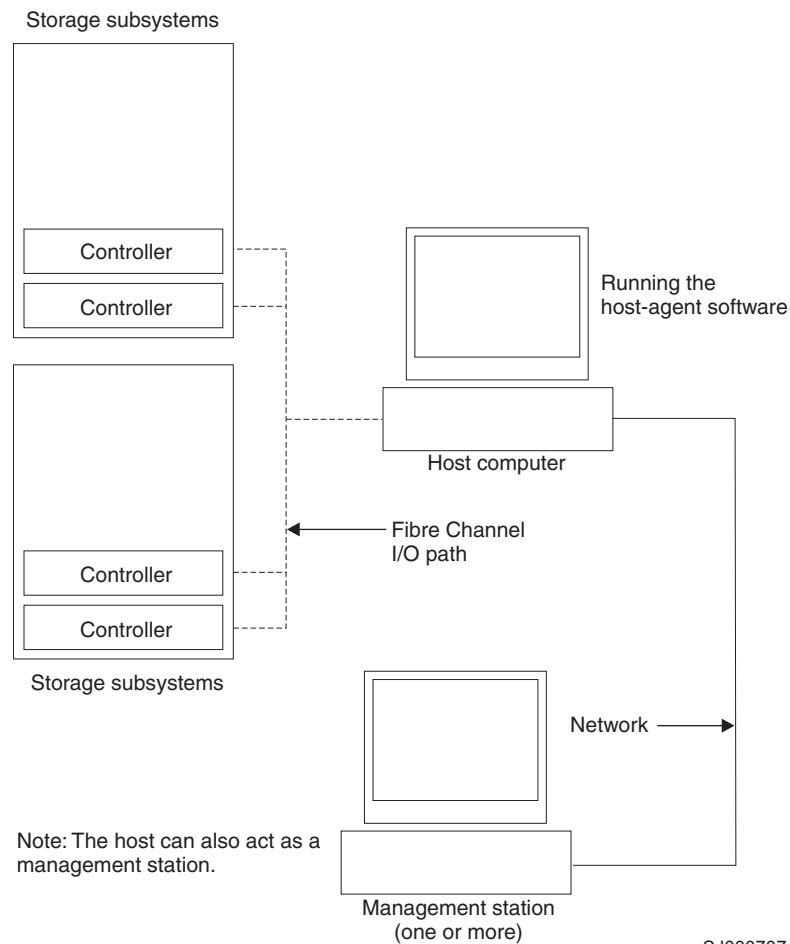 Storage subsystems
Controller
Controller
Running the
host-agent software
Host computer
Fibre Channel
I/O path
Controller
Controller
Storage subsystems
Network
Note: The host can also act as a
management station.
Management station
(one or more)